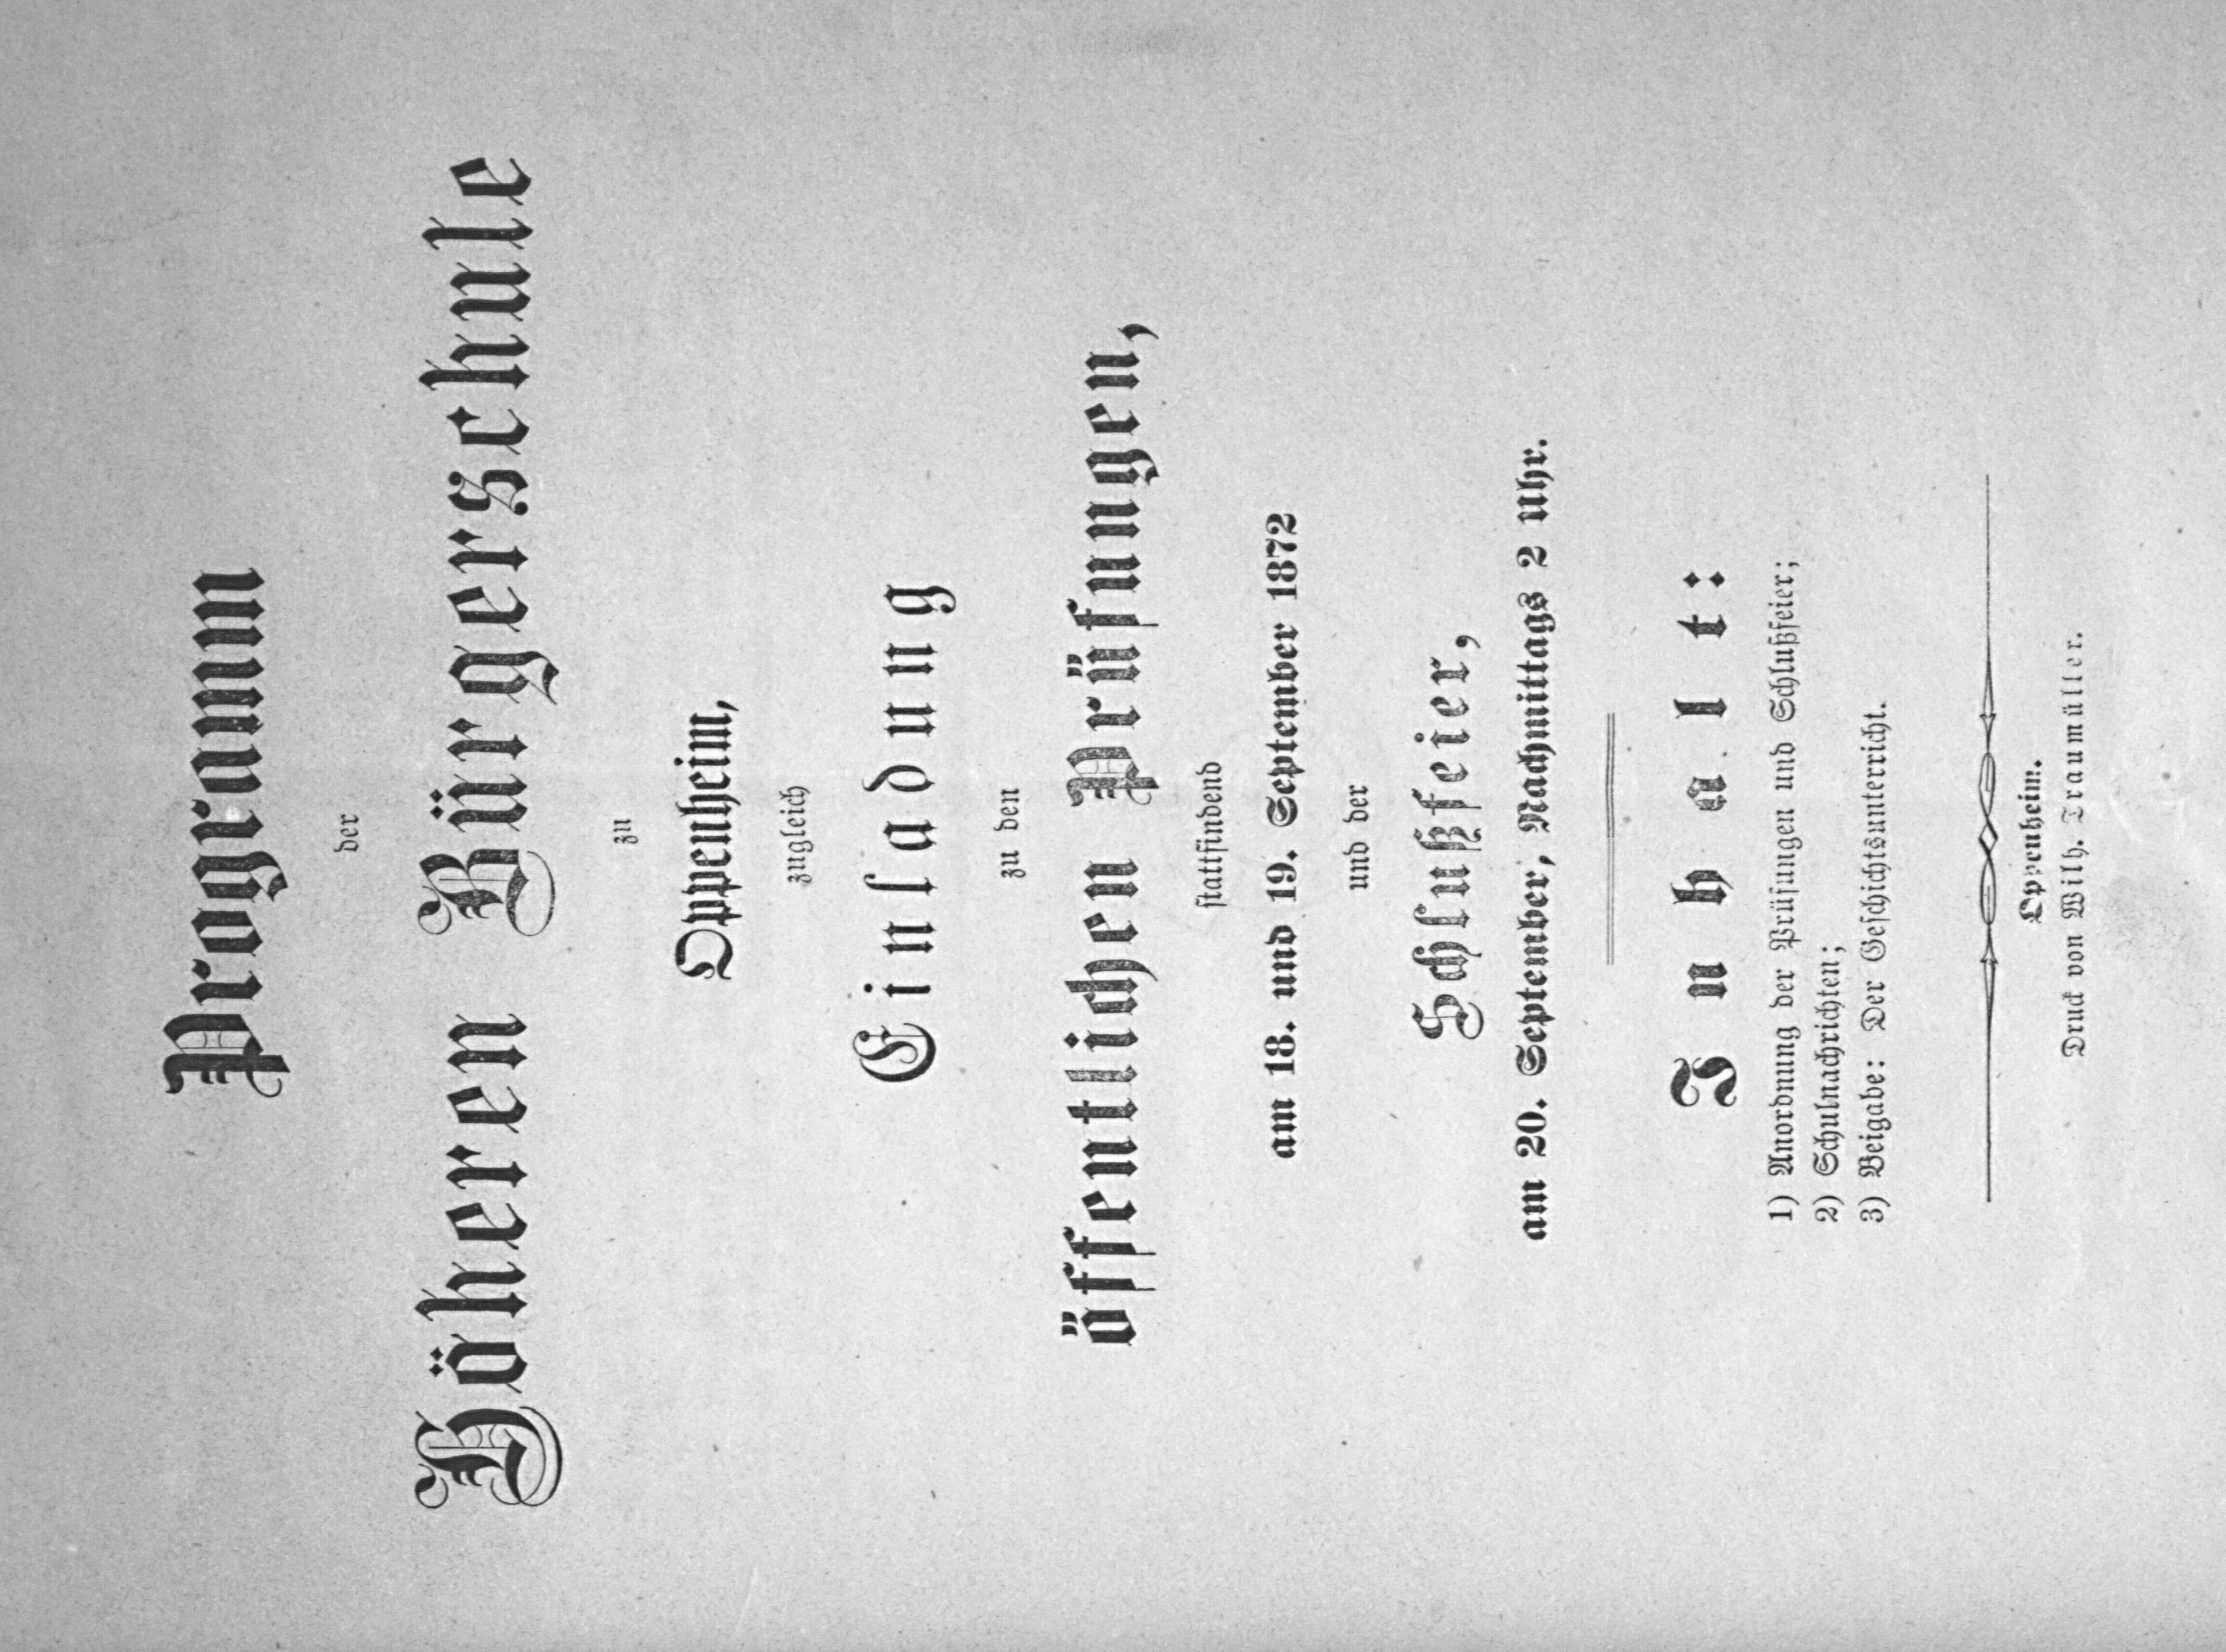 Programm
der
Höheren Bürgerschule
zu
Oppenheim,
zugleich
Einladung
zu den
öffentlichen Prüfungen,
stattfindend
am 18. und 19. September 1872
und der
Schlußfeier,
am 20. September, Nachmittags 2 Uhr.
Inhalt:
1) Anordnung der Prüfungen und Schlußfeier;
2) Schulnachrichten;
3) Beigabe: Der Geschichtsunterricht.
Oppenheim.
Druck von Wilh. Traumüller.